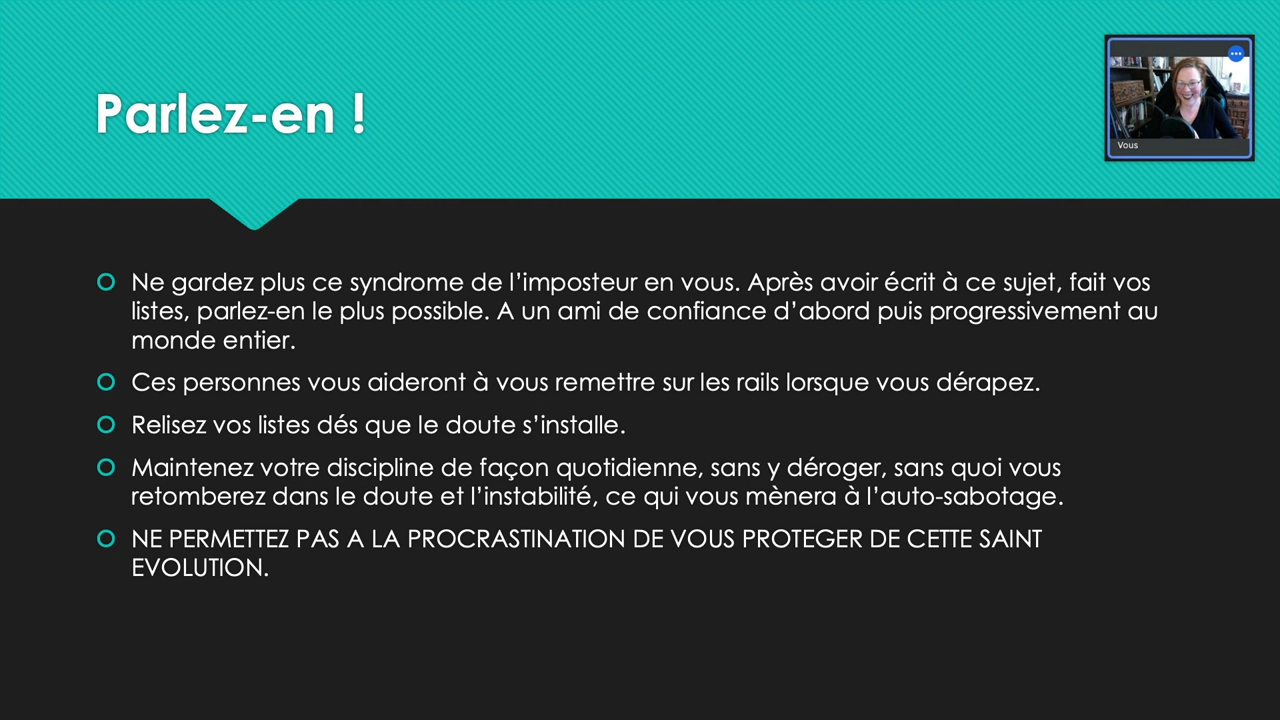 Parlez-en !
Vous
Ne gardez plus ce syndrome de l’imposteur en vous. Après avoir écrit à ce sujet, fait vos
listes, parlez-en le plus possible. A un ami de confiance d’abord puis progressivement au
monde entier.
Ces personnes vous aideront à vous remettre sur les rails lorsque vous dérapez.
Relisez vos listes dés que le doute s’installe.
Maintenez votre discipline de façon quotidienne, sans y déroger, sans quoi vous
retomberez dans le doute et l’instabilité, ce qui vous mènera à l’auto-sabotage.
NE PERMETTEZ PAS A LA PROCRASTINATION DE VOUS PROTEGER DE CETTE SAINT
EVOLUTION.